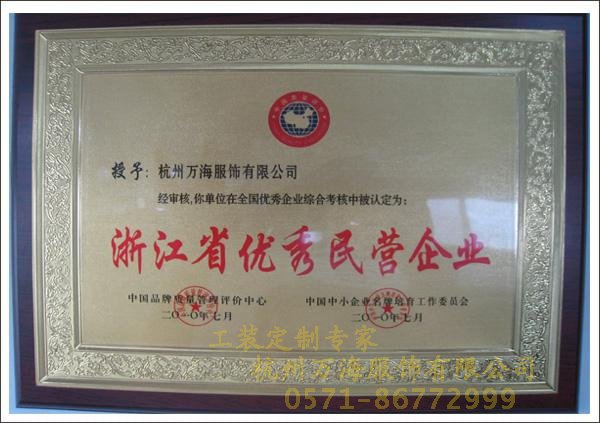 授予：杭州万海服饰有限公司
经审核,你单位在全国优秀企业综合考核中被认定为:
浙江省优秀民营企业
中国品牌质量管理评价中心 中国中小企业名牌培育工作委员会
二〇一〇年七月 二〇一〇年七月
工装定制专家
杭州万海服饰有限公司
0571-86772999